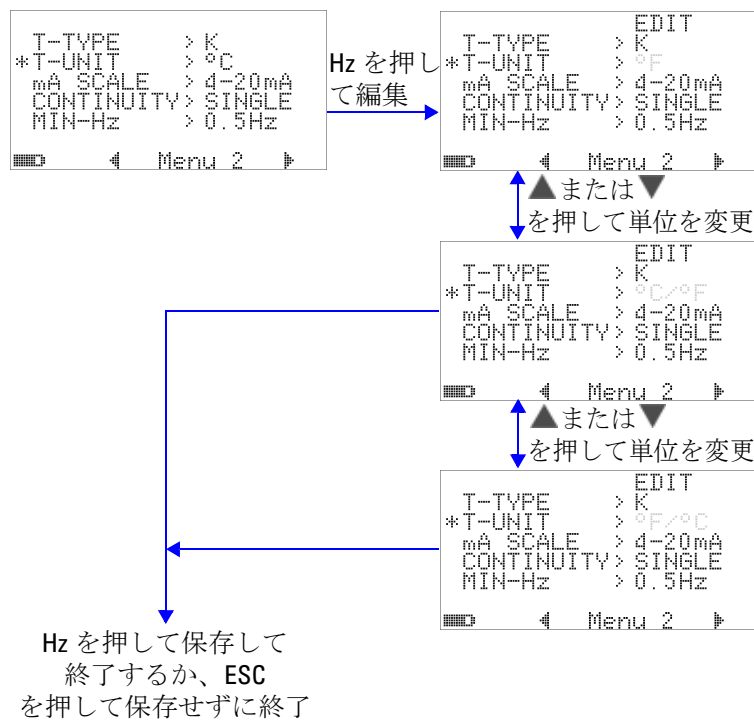 T-TYPE > K
*T-UNIT > °C
mA SCALE > 4-20mA
CONTINUITY > SINGLE
MIN-Hz > 0.5Hz
Menu 2
Hz を押し
て編集
EDIT
T-TYPE > K
*T-UNIT > °F
mA SCALE > 4-20mA
CONTINUITY > SINGLE
MIN-Hz > 0.5Hz
Menu 2
▲または▼
を押して単位を変更
EDIT
T-TYPE > K
*T-UNIT > °C/°F
mA SCALE > 4-20mA
CONTINUITY > SINGLE
MIN-Hz > 0.5Hz
Menu 2
▲または▼
を押して単位を変更
EDIT
T-TYPE > K
*T-UNIT > °F/°C
mA SCALE > 4-20mA
CONTINUITY > SINGLE
MIN-Hz > 0.5Hz
Menu 2
Hz を押して保存して
終了するか、ESC
を押して保存せずに終了